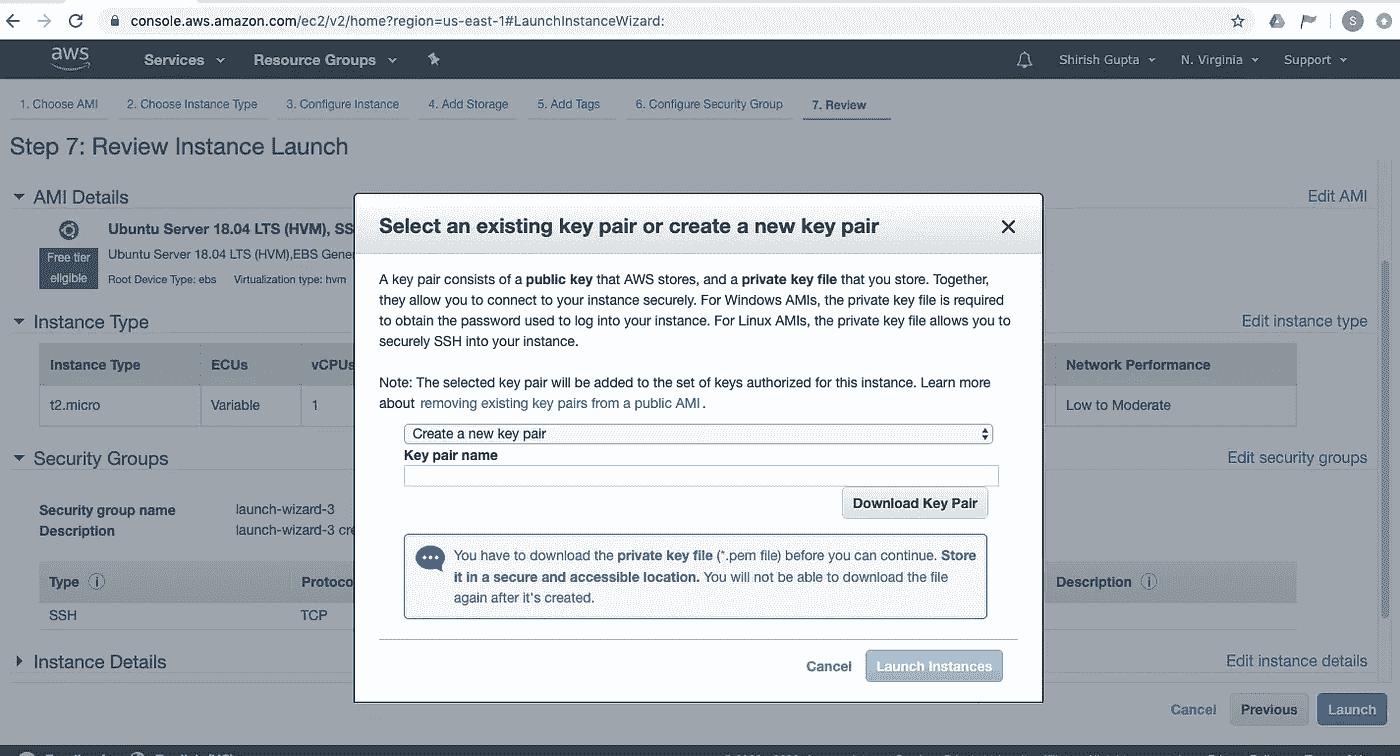 console.aws.amazon.com/ec2/v2/home?region=us-east-1#LaunchInstanceWizard:
S
aws
Services
Resource Groups
Shirish Gupta
N. Virginia
Support
1. Choose AMI
2. Choose Instance Type
3. Configure Instance
4. Add Storage
5. Add Tags
6. Configure Security Group
7. Review
Step 7: Review Instance Launch
AMI Details
Edit AMI
Free tier
eligible
Ubuntu Server 18.04 LTS (HVM), SS
Ubuntu Server 18.04 LTS (HVM),EBS Gener
Root Device Type: ebs Virtualization type: hvm
Instance Type
Edit instance type
Instance Type
ECUs
vCPUs
Network Performance
t2.micro
Variable
1
Low to Moderate
Security Groups
Edit security groups
Security group name launch-wizard-3
Description launch-wizard-3 cre
Type
Protoco
Description
SSH
TCP
Instance Details
Edit instance details
Cancel
Previous
Launch
Select an existing key pair or create a new key pair
A key pair consists of a public key that AWS stores, and a private key file that you store. Together,
they allow you to connect to your instance securely. For Windows AMIs, the private key file is required
to obtain the password used to log into your instance. For Linux AMIs, the private key file allows you to
securely SSH into your instance.
Note: The selected key pair will be added to the set of keys authorized for this instance. Learn more
about removing existing key pairs from a public AMI.
Create a new key pair
Key pair name
Download Key Pair
You have to download the private key file (*.pem file) before you can continue. Store
it in a secure and accessible location. You will not be able to download the file
again after it's created.
Cancel
Launch Instances